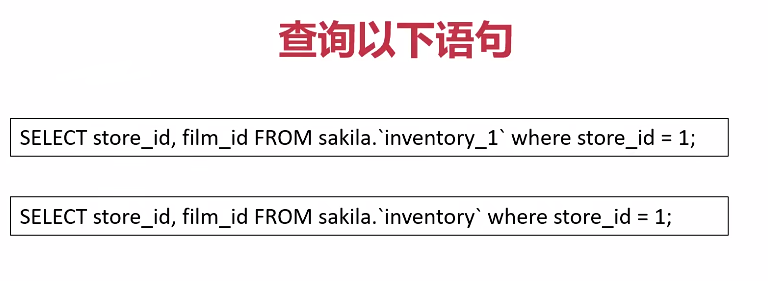 查询以下语句
SELECT store_id, film_id FROM sakila.`inventory_1` where store_id = 1;
SELECT store_id, film_id FROM sakila.`inventory` where store_id = 1;